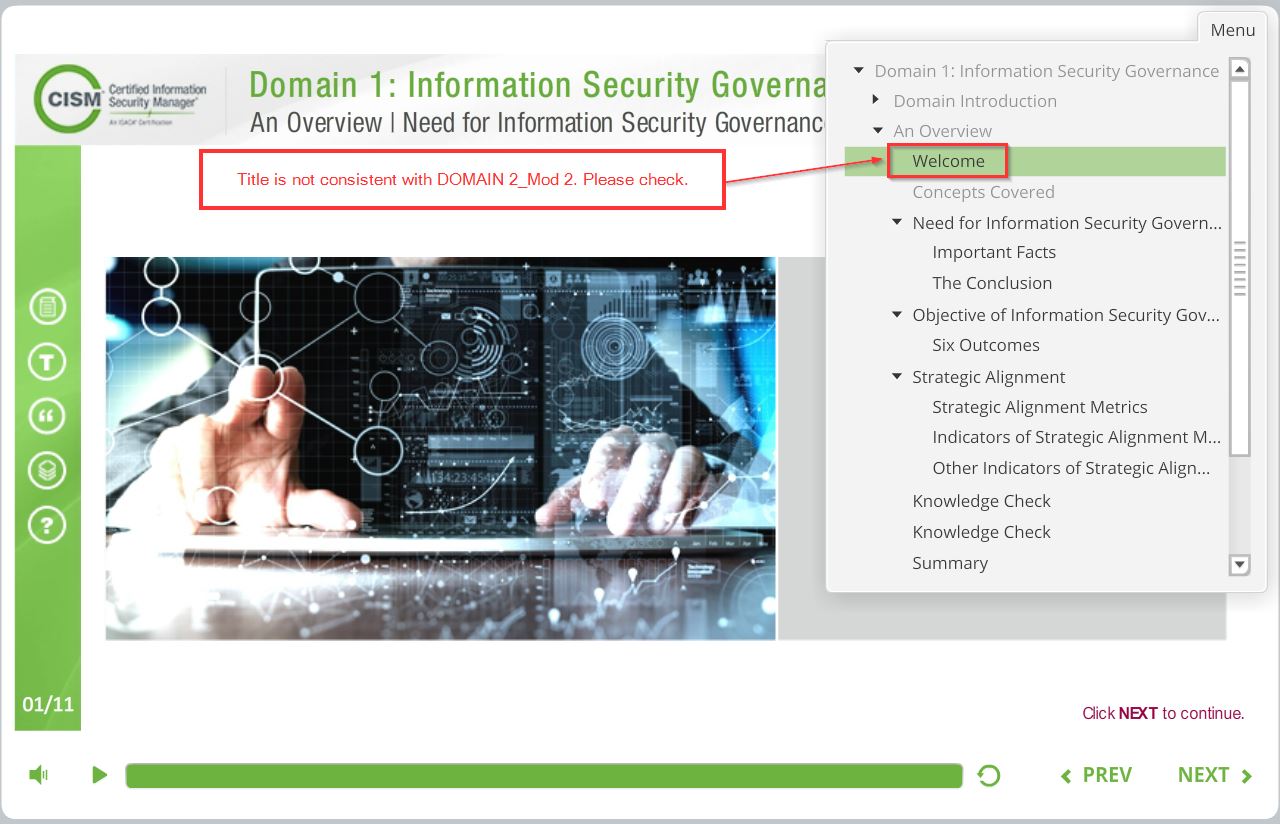 Menu
CISM
Certified Information
Security Manager®
An ISACA® Certification
Domain 1: Information Security Governa
An Overview | Need for Information Security Governanc
Title is not consistent with DOMAIN 2_Mod 2. Please check.
Domain 1: Information Security Governance
Domain Introduction
An Overview
Welcome
Concepts Covered
Need for Information Security Govern...
Important Facts
The Conclusion
Objective of Information Security Gov...
Six Outcomes
Strategic Alignment
Strategic Alignment Metrics
Indicators of Strategic Alignment M...
Other Indicators of Strategic Align...
Knowledge Check
Knowledge Check
Summary
T
?
01/11
Click NEXT to continue.
PREV
NEXT